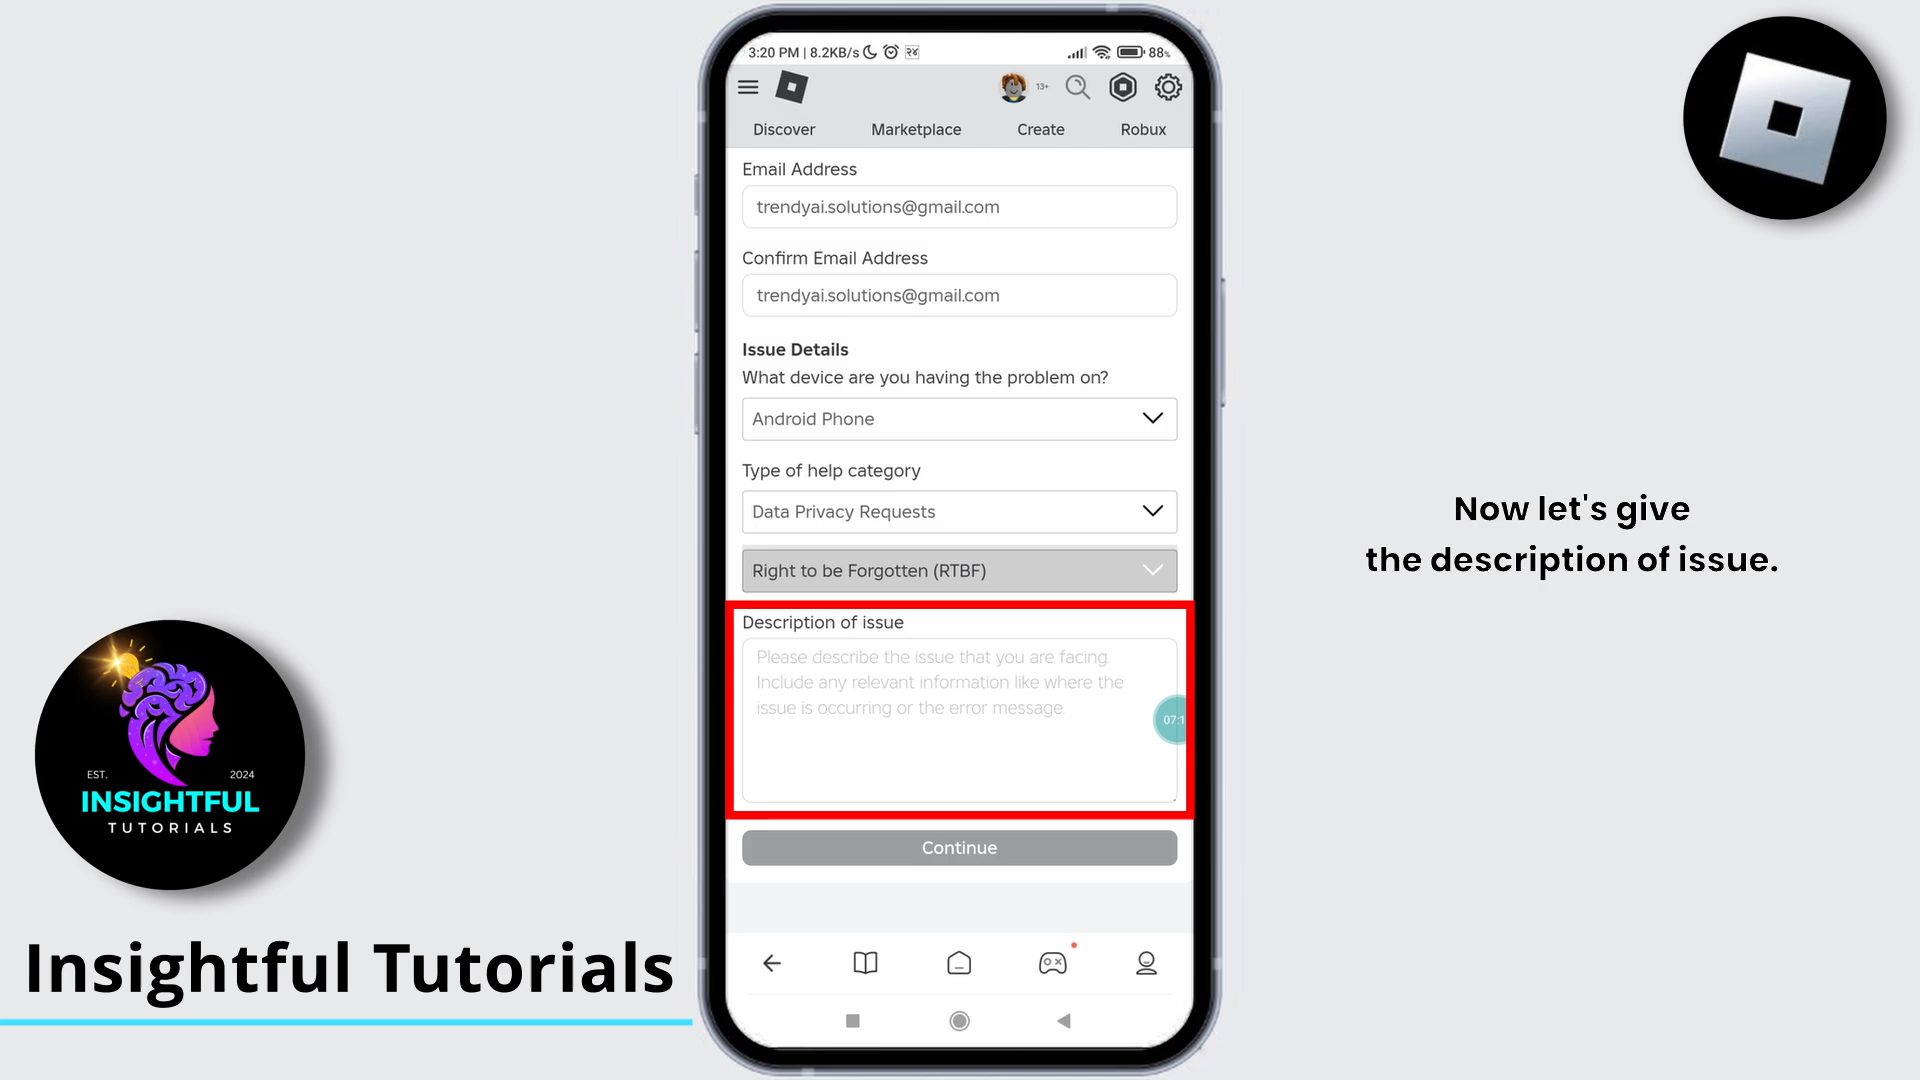 3:20 PM | 8.2KB/s २४ 88%
13+
Discover Marketplace Create Robux
Email Address
trendyai.solutions@gmail.com
Confirm Email Address
trendyai.solutions@gmail.com
Issue Details
What device are you having the problem on?
Android Phone
Type of help category
Data Privacy Requests
Right to be Forgotten (RTBF)
Description of issue
Please describe the issue that you are facing.
Include any relevant information like where the
issue is occurring or the error message.
07:1
Continue
Now let's give
the description of issue.
EST. 2024
INSIGHTFUL
TUTORIALS
Insightful Tutorials